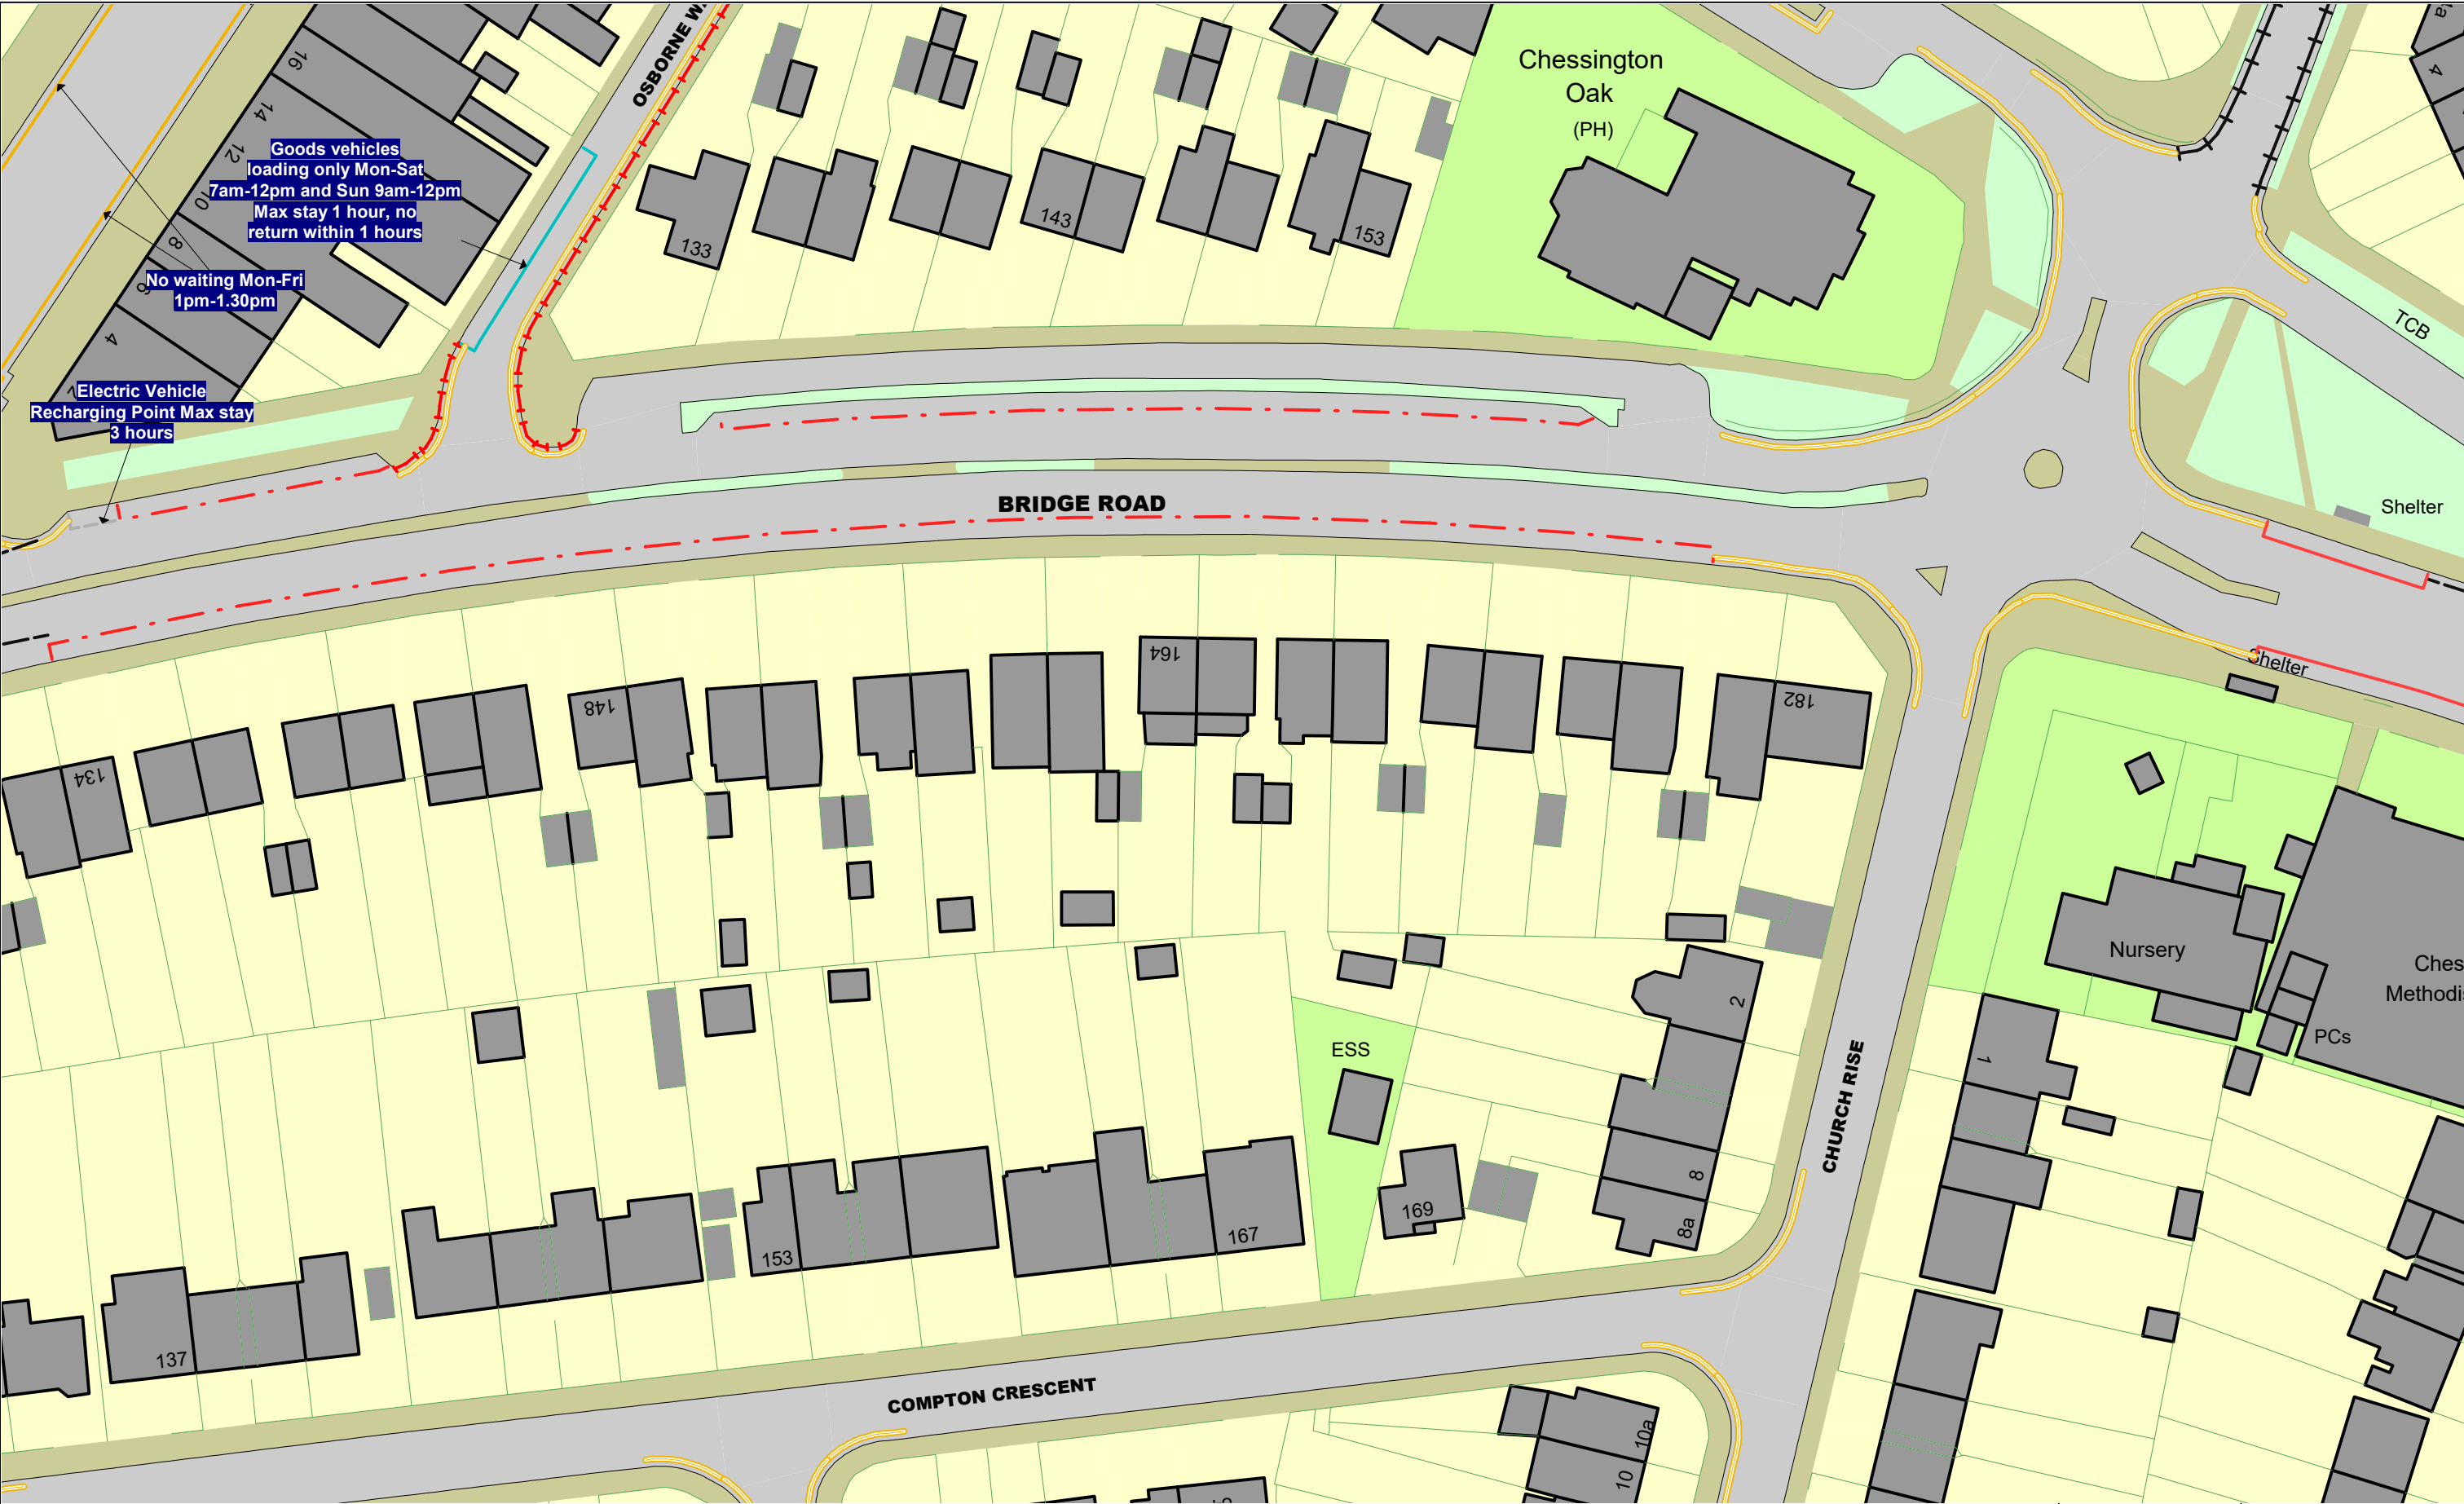 OSBORNE W
Chessington
Oak
(PH)
16
14
12
10
8
6
4
2
4
Goods vehicles
loading only Mon-Sat
7am-12pm and Sun 9am-12pm
Max stay 1 hour, no
return within 1 hours
No waiting Mon-Fri
1pm-1.30pm
Electric Vehicle
Recharging Point Max stay
3 hours
133
143
153
TCB
BRIDGE ROAD
Shelter
Shelter
134
148
164
182
Nursery
Ches
Methodi
PCs
ESS
2
8
8a
1
CHURCH RISE
169
167
153
137
COMPTON CRESCENT
10a
10